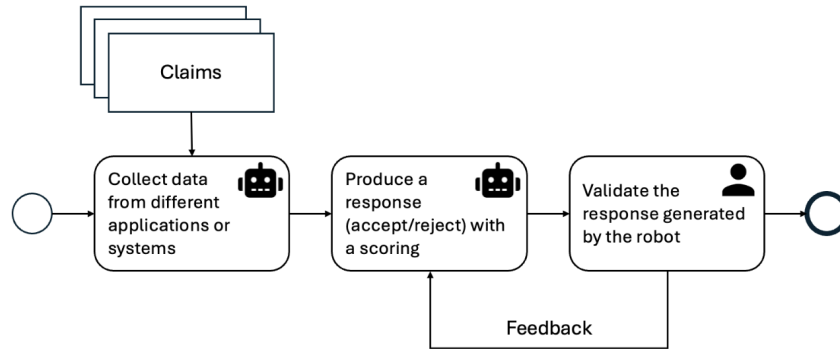 Claims
Collect data
from different
applications or
systems
Produce a
response
(accept/reject) with
a scoring
Validate the
response generated
by the robot
Feedback